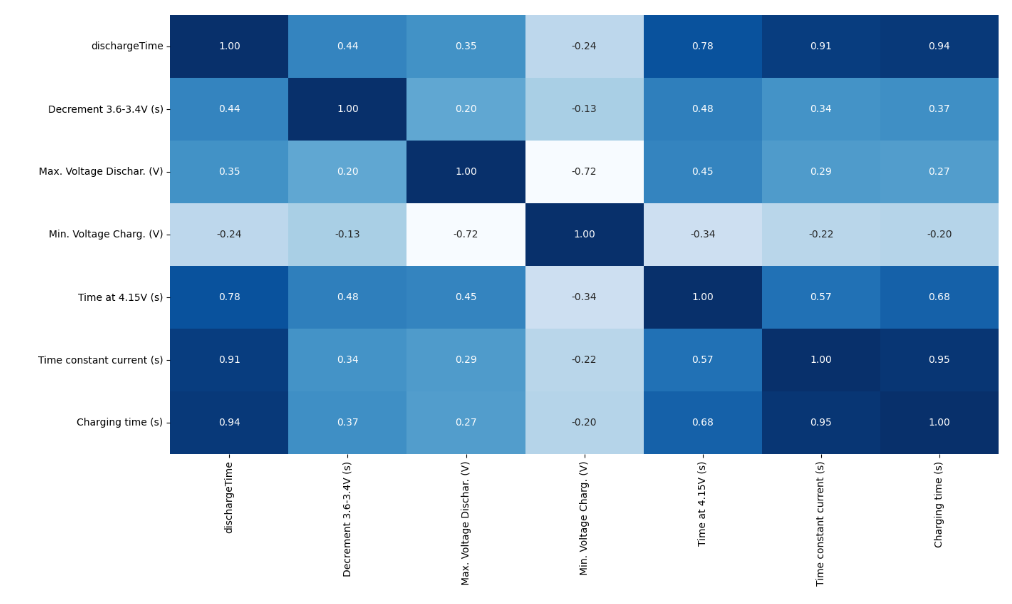 dischargeTime 1.00 0.44 0.35 -0.24 0.78 0.91 0.94
Decrement 3.6-3.4V (s) 0.44 1.00 0.20 -0.13 0.48 0.34 0.37
Max. Voltage Dischar. (V) 0.35 0.20 1.00 -0.72 0.45 0.29 0.27
Min. Voltage Charg. (V) -0.24 -0.13 -0.72 1.00 -0.34 -0.22 -0.20
Time at 4.15V (s) 0.78 0.48 0.45 -0.34 1.00 0.57 0.68
Time constant current (s) 0.91 0.34 0.29 -0.22 0.57 1.00 0.95
Charging time (s) 0.94 0.37 0.27 -0.20 0.68 0.95 1.00
dischargeTime
Decrement 3.6-3.4V (s)
Max. Voltage Dischar. (V)
Min. Voltage Charg. (V)
Time at 4.15V (s)
Time constant current (s)
Charging time (s)